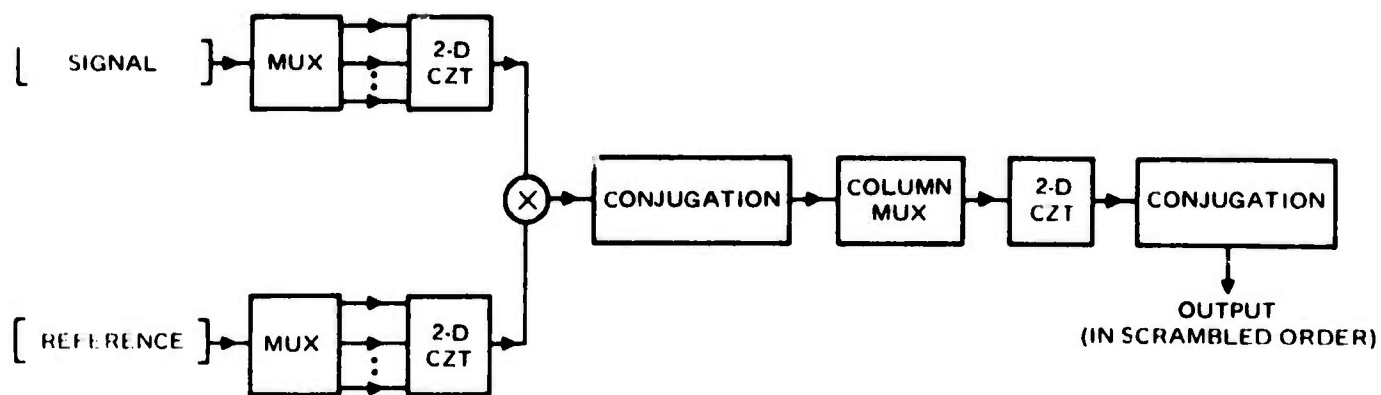 SIGNAL
MUX
2-D
CZT
CONJUGATION
COLUMN
MUX
2-D
CZT
CONJUGATION
REFERENCE
MUX
2-D
CZT
OUTPUT
(IN SCRAMBLED ORDER)